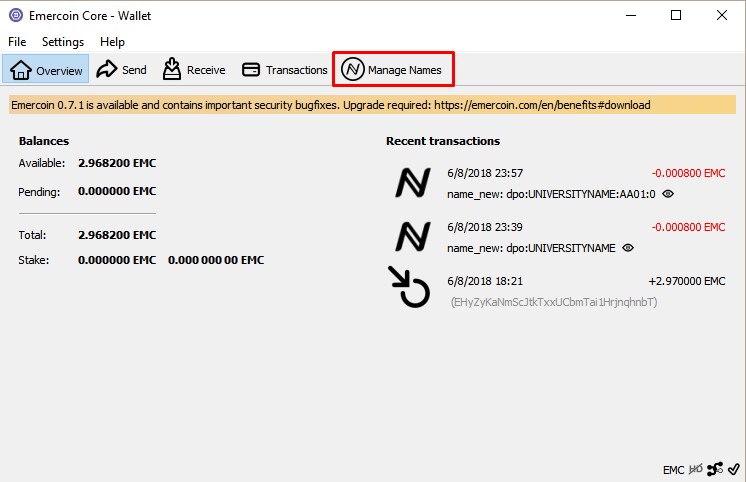 Emercoin Core - Wallet
File Settings Help
Overview Send Receive Transactions Manage Names
Emercoin 0.7.1 is available and contains important security bugfixes. Upgrade required: https://emercoin.com/en/benefits#download
Balances
Available: 2.968200 EMC
Pending: 0.000000 EMC
Total: 2.968200 EMC
Stake: 0.000000 EMC 0.000 000 00 EMC
Recent transactions
6/8/2018 23:57 -0.000800 EMC
name_new: dpo:UNIVERSITYNAME:AA01:0
6/8/2018 23:39 -0.000800 EMC
name_new: dpo:UNIVERSITYNAME
6/8/2018 18:21 +2.970000 EMC
(EHyZyKaNmScJtkTxxUCbmTai1HrjnqhnbT)
EMC HD